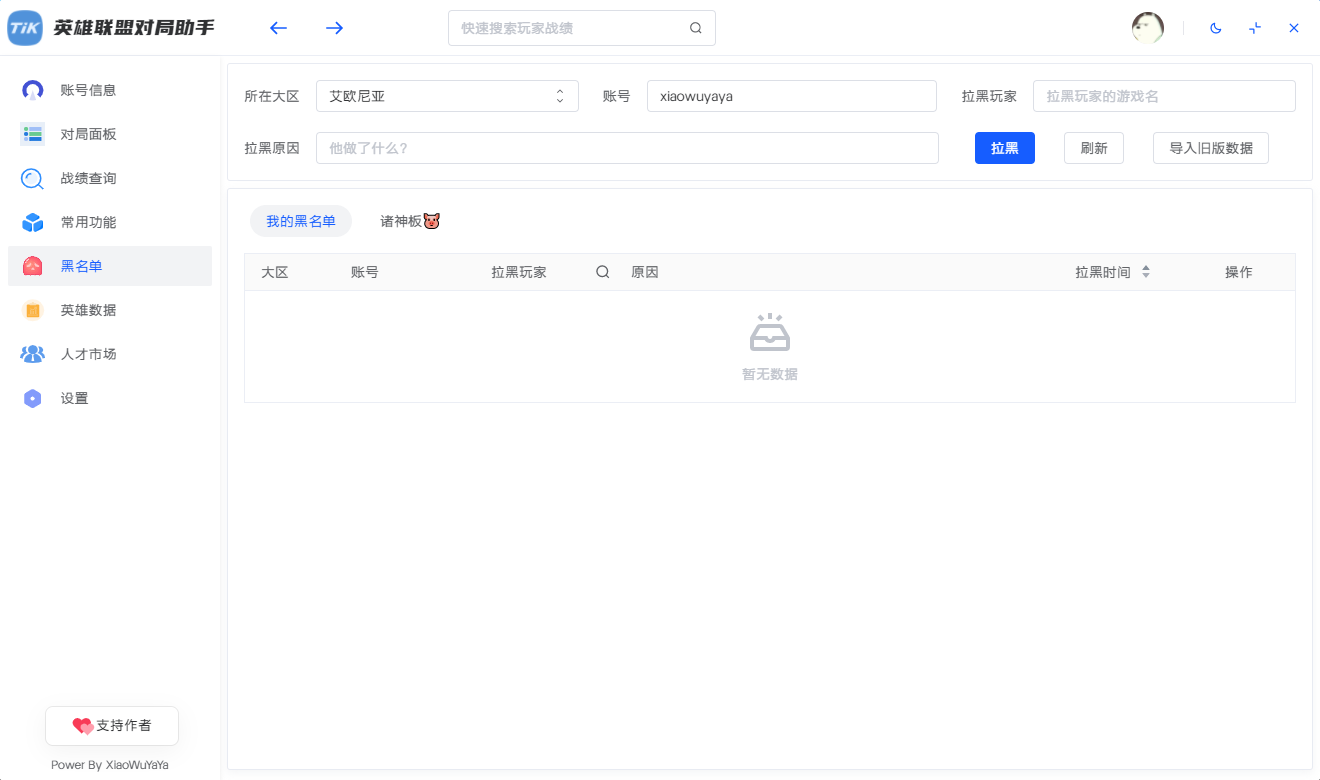 TiK 英雄联盟对局助手
快速搜索玩家战绩
账号信息
对局面板
战绩查询
常用功能
黑名单
英雄数据
人才市场
设置
支持作者
Power By XiaoWuYaYa
所在大区 艾欧尼亚 账号 xiaowuyaya 拉黑玩家 拉黑玩家的游戏名
拉黑原因 他做了什么？ 拉黑 刷新 导入旧版数据
我的黑名单 诸神板
大区 账号 拉黑玩家 原因 拉黑时间 操作
暂无数据